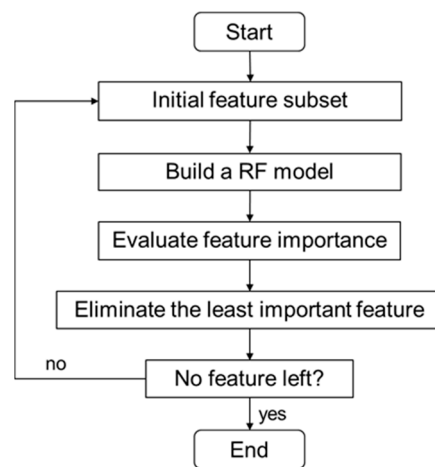 Start
Initial feature subset
Build a RF model
Evaluate feature importance
Eliminate the least important feature
no
No feature left?
yes
End